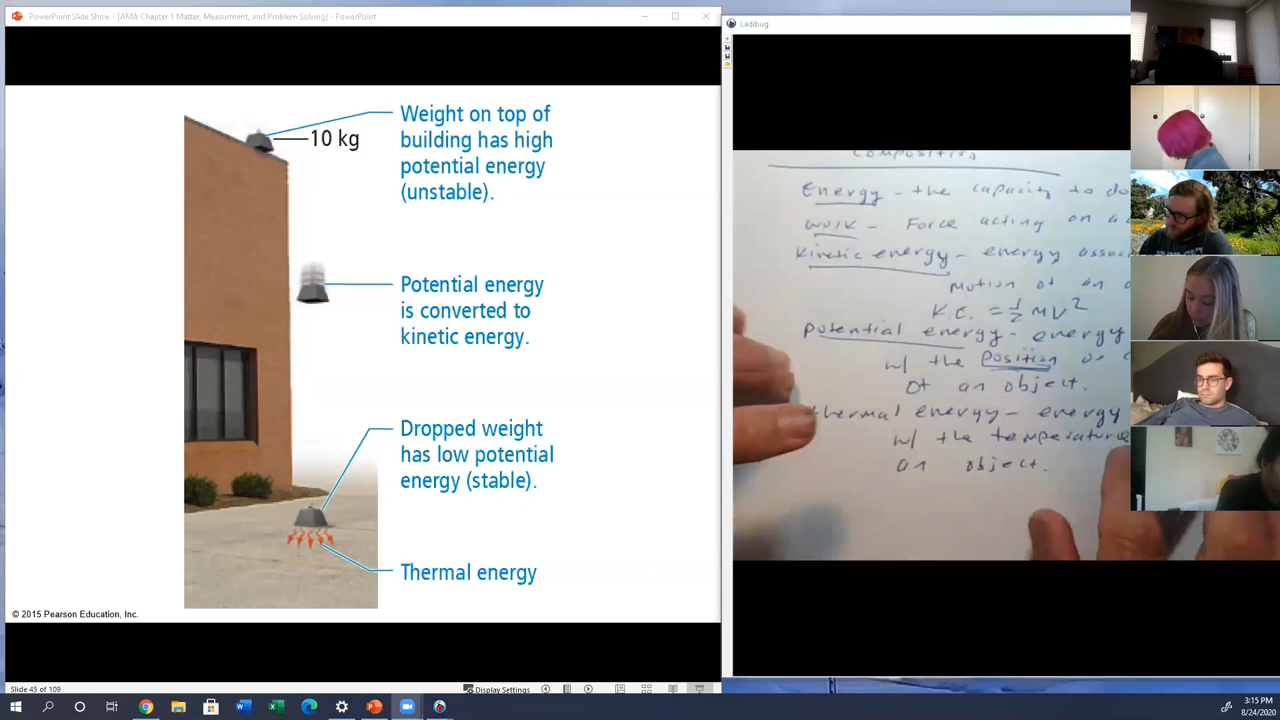 PowerPoint Slide Show - [AMA Chapter 1 Matter, Measurment, and Problem Solving] - PowerPoint
Weight on top of
building has high
potential energy
(unstable).
10 kg
Potential energy
is converted to
kinetic energy.
Dropped weight
has low potential
energy (stable).
Thermal energy
© 2015 Pearson Education, Inc.
Slide 45 of 109
Display Settings
Ladibug
Composition
Energy - the capacity to do
Work - Force acting on a
Kinetic energy - energy assoc
motion of an
K.E. = ½ mv²
Potential energy - energy
w/ the position or
of an object.
thermal energy - energy
w/ the temperature
an object.
3:15 PM
8/24/2020